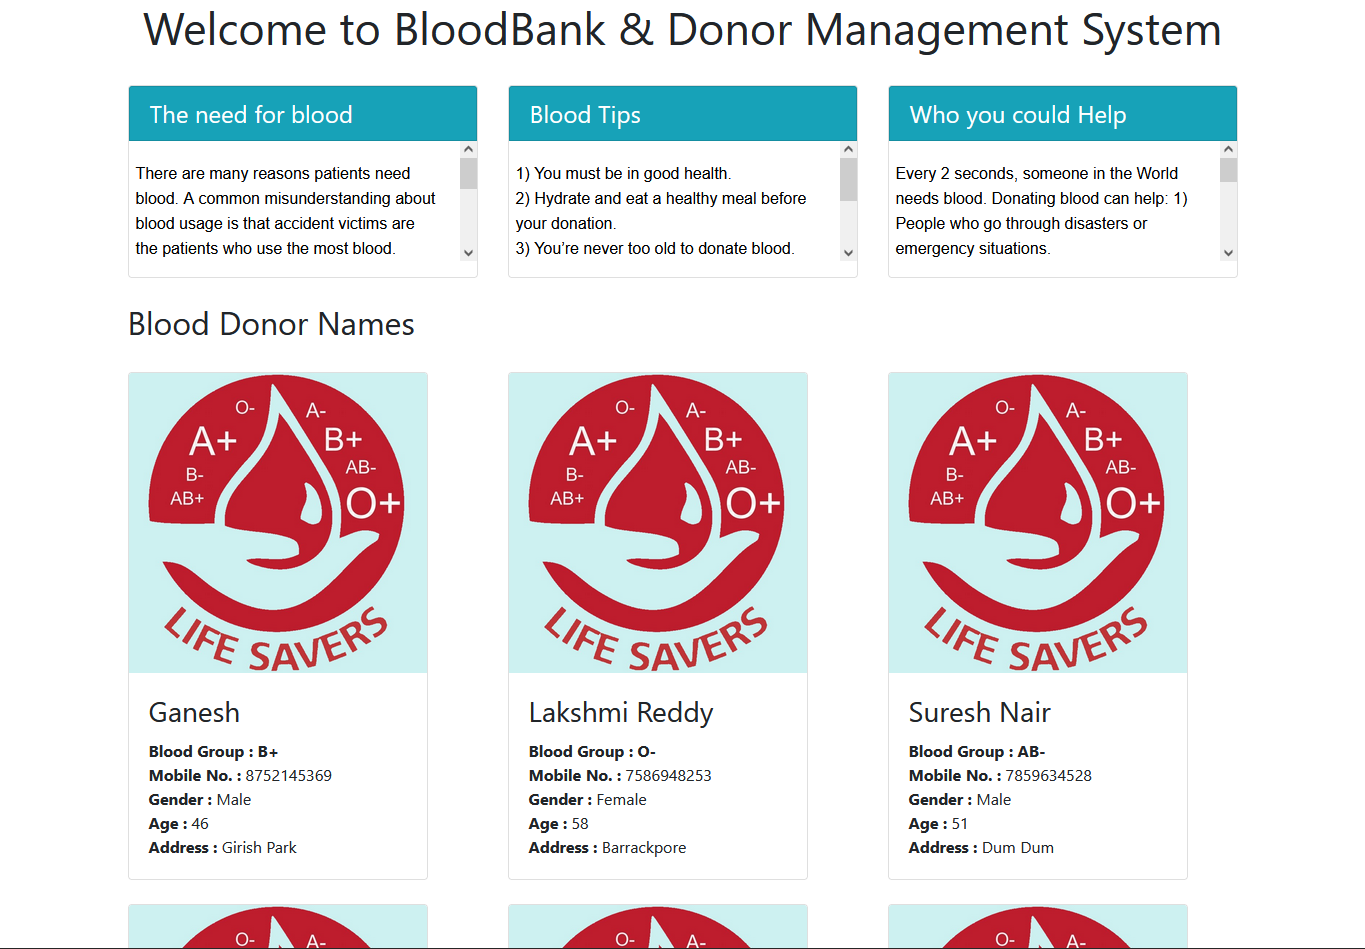 Welcome to BloodBank & Donor Management System
The need for blood
There are many reasons patients need
blood. A common misunderstanding about
blood usage is that accident victims are
the patients who use the most blood.
Blood Tips
1) You must be in good health.
2) Hydrate and eat a healthy meal before
your donation.
3) You’re never too old to donate blood.
Who you could Help
Every 2 seconds, someone in the World
needs blood. Donating blood can help: 1)
People who go through disasters or
emergency situations.
Blood Donor Names
O- A-
A+ B+
B- AB-
AB+ O+
LIFE SAVERS
Ganesh
Blood Group : B+
Mobile No. : 8752145369
Gender : Male
Age : 46
Address : Girish Park
O- A-
A+ B+
B- AB-
AB+ O+
LIFE SAVERS
Lakshmi Reddy
Blood Group : O-
Mobile No. : 7586948253
Gender : Female
Age : 58
Address : Barrackpore
O- A-
A+ B+
B- AB-
AB+ O+
LIFE SAVERS
Suresh Nair
Blood Group : AB-
Mobile No. : 7859634528
Gender : Male
Age : 51
Address : Dum Dum
O- A-
O- A-
O- A-